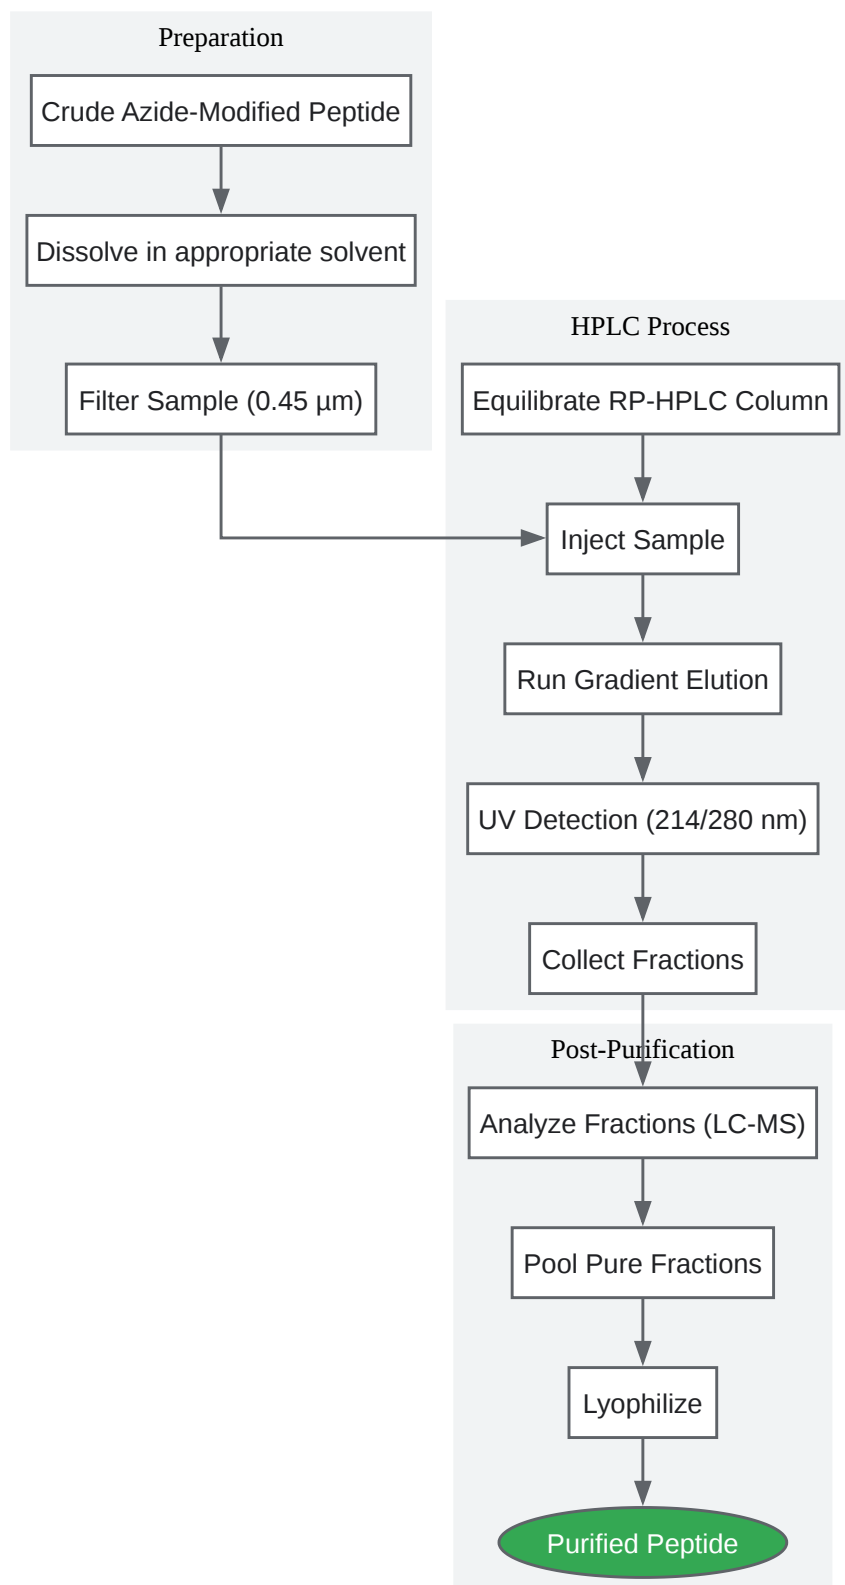 Preparation
Crude Azide-Modified Peptide
Dissolve in appropriate solvent
Filter Sample (0.45 µm)
HPLC Process
Equilibrate RP-HPLC Column
Inject Sample
Run Gradient Elution
UV Detection (214/280 nm)
Collect Fractions
Post-Purification
Analyze Fractions (LC-MS)
Pool Pure Fractions
Lyophilize
Purified Peptide